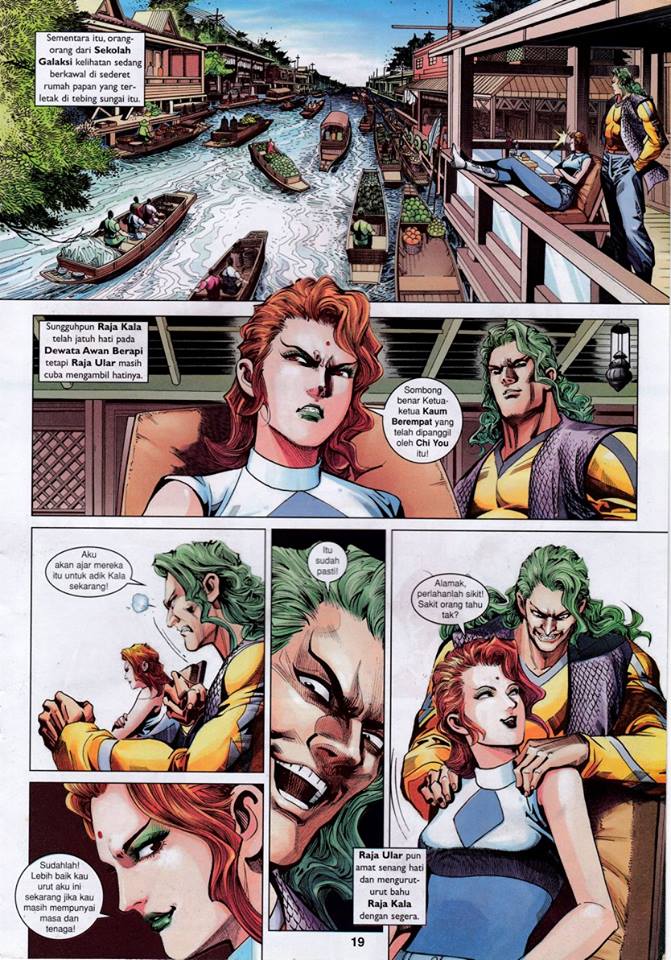 Sementara itu, orang-
orang dari Sekolah
Galaksi kelihatan sedang
berkawal di sederet
rumah papan yang ter-
letak di tebing sungai itu.
Sungguhpun Raja Kala
telah jatuh hati pada
Dewata Awan Berapi
tetapi Raja Ular masih
cuba mengambil hatinya.
Sombong
benar Ketua-
ketua Kaum
Berempat yang
telah dipanggil
oleh Chi You
itu!
Aku
akan ajar mereka
itu untuk adik Kala
sekarang!
Itu
sudah
pasti!
Alamak,
perlahanlah sikit!
Sakit orang tahu
tak?
Sudahlah!
Lebih baik kau
urut aku ini
sekarang jika kau
masih mempunyai
masa dan
tenaga!
Raja Ular pun
amat senang hati
dan mengurut-
urut bahu
Raja Kala
dengan segera.
19